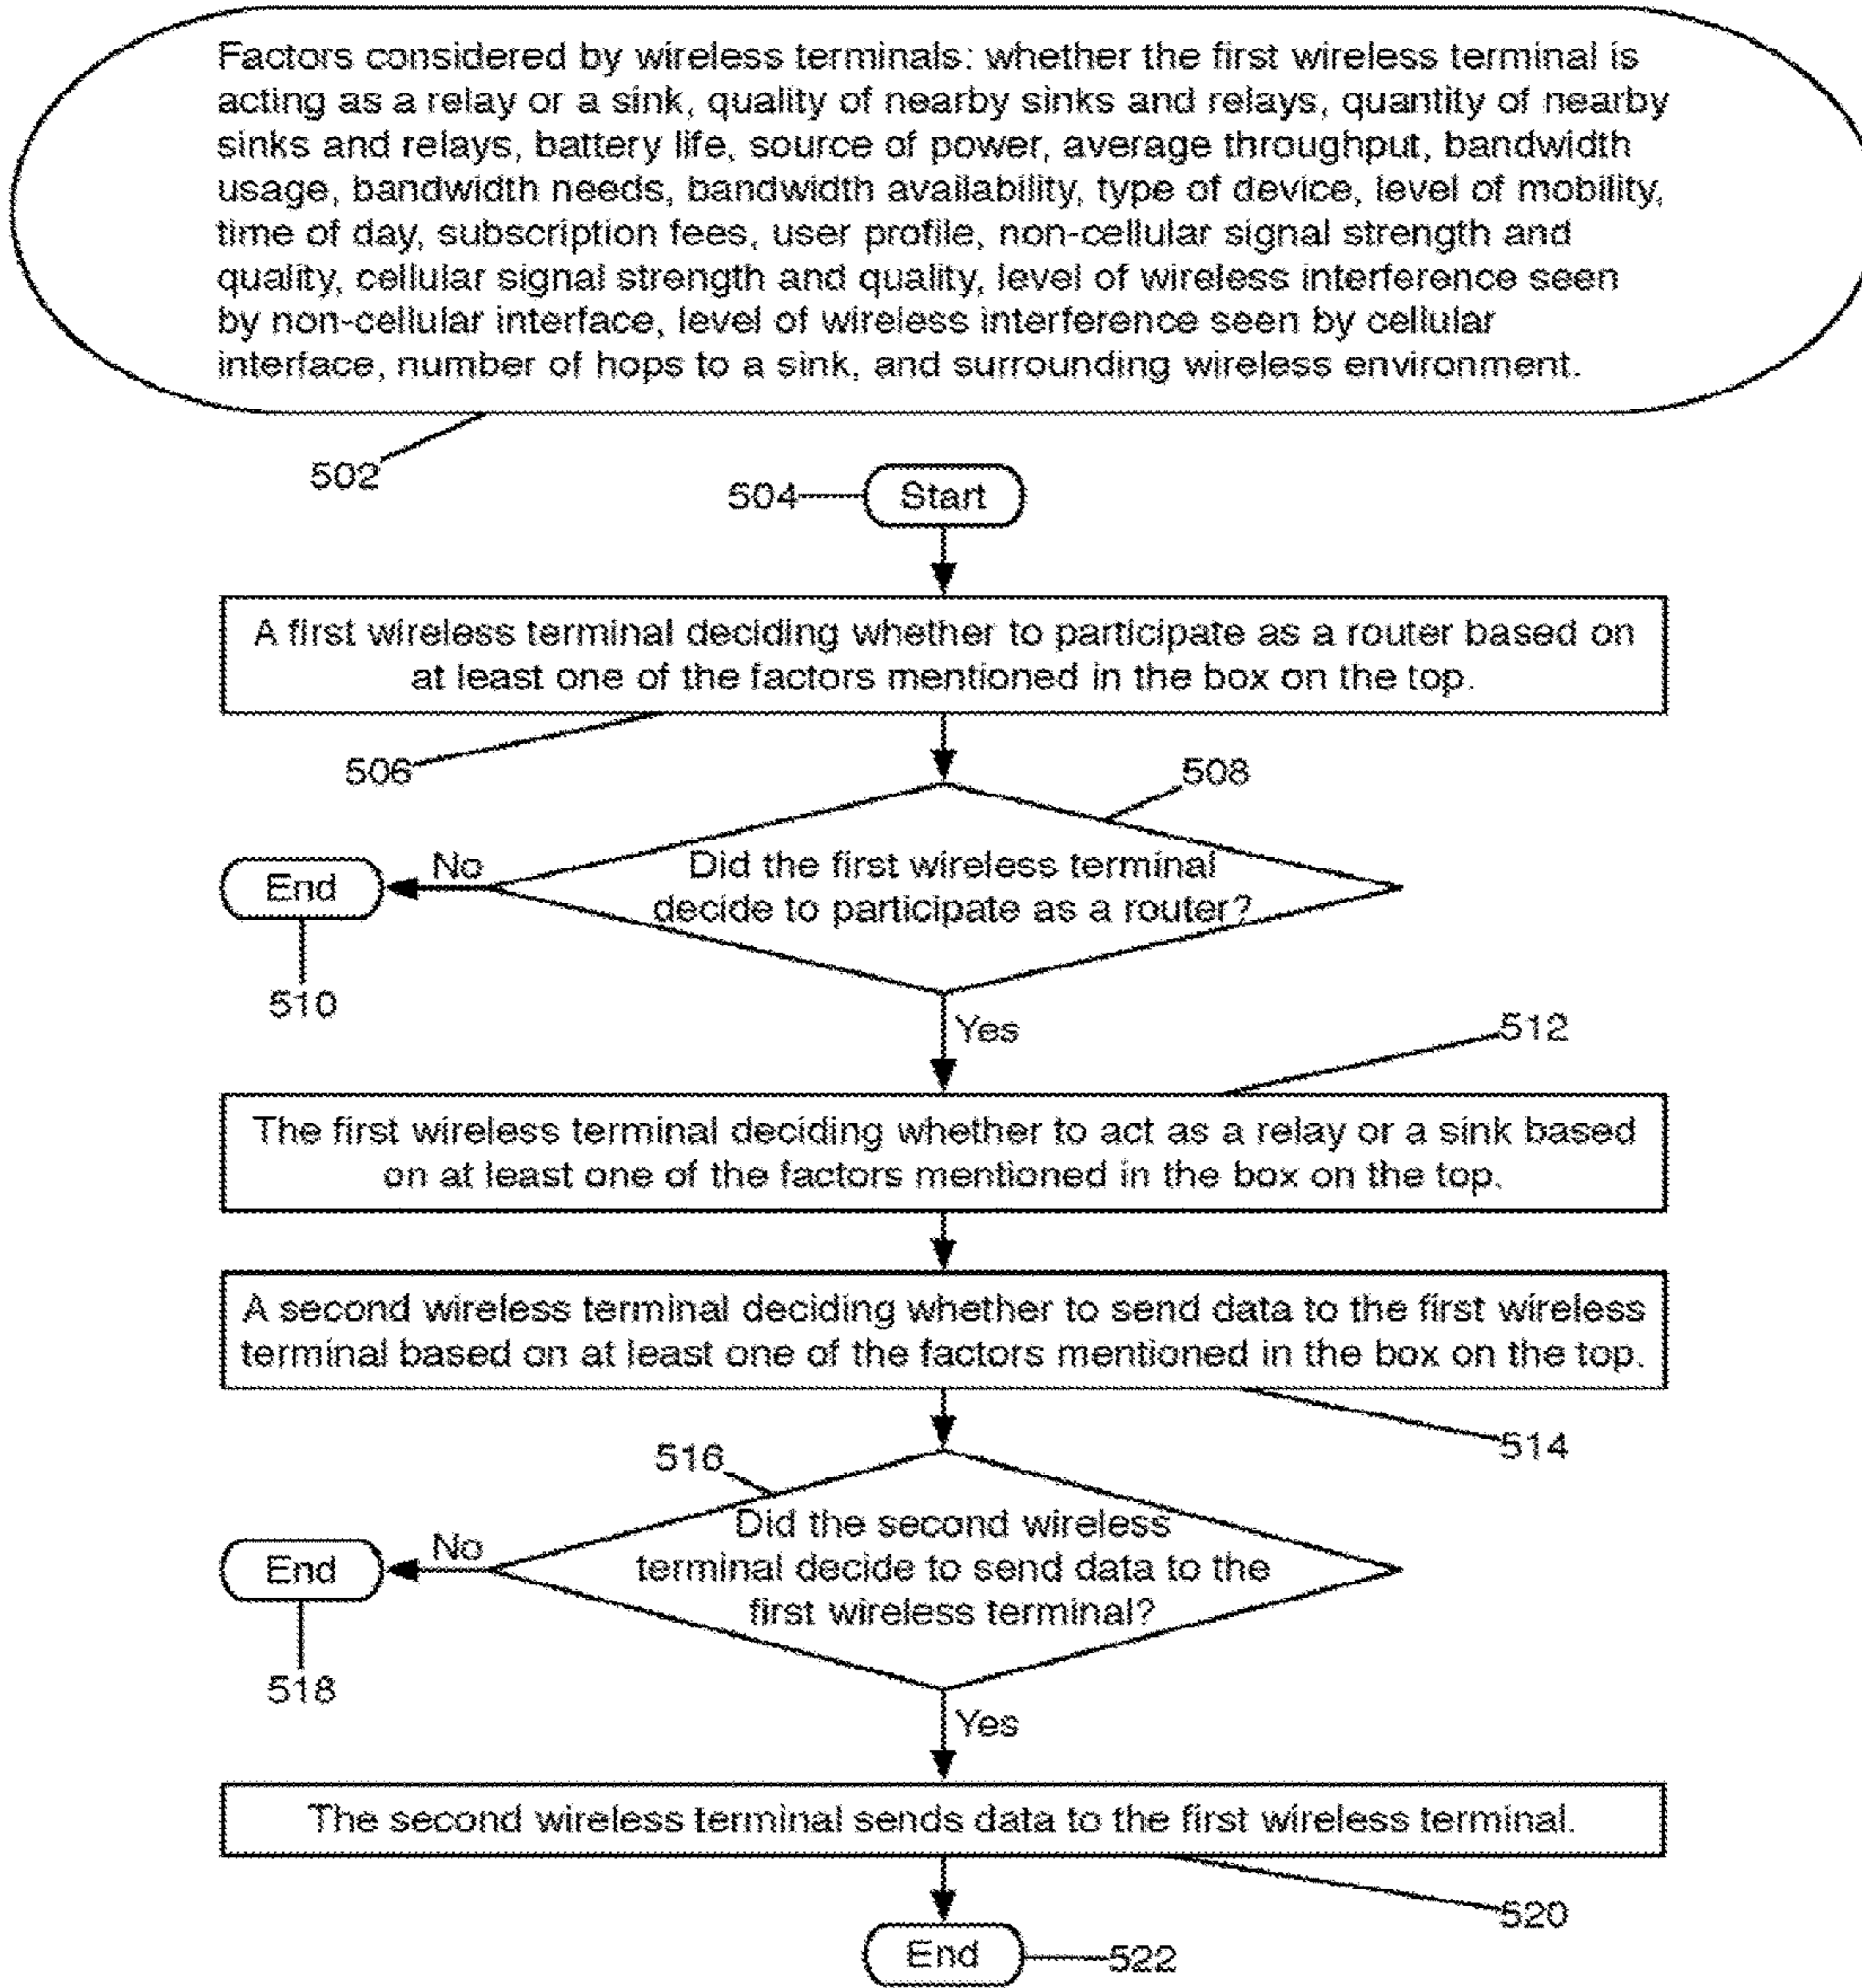 Factors considered by wireless terminals: whether the first wireless terminal is
acting as a relay or a sink, quality of nearby sinks and relays, quantity of nearby
sinks and relays, battery life, source of power, average throughput, bandwidth
usage, bandwidth needs, bandwidth availability, type of device, level of mobility,
time of day, subscription fees, user profile, non-cellular signal strength and
quality, cellular signal strength and quality, level of wireless interference seen
by non-cellular interface, level of wireless interference seen by cellular
interface, number of hops to a sink, and surrounding wireless environment.
502
504
Start
A first wireless terminal deciding whether to participate as a router based on
at least one of the factors mentioned in the box on the top.
506
508
Did the first wireless terminal
decide to participate as a router?
No
End
510
Yes
512
The first wireless terminal deciding whether to act as a relay or a sink based
on at least one of the factors mentioned in the box on the top.
A second wireless terminal deciding whether to send data to the first wireless
terminal based on at least one of the factors mentioned in the box on the top.
514
516
Did the second wireless
terminal decide to send data to the
first wireless terminal?
No
End
518
Yes
The second wireless terminal sends data to the first wireless terminal.
520
End
522